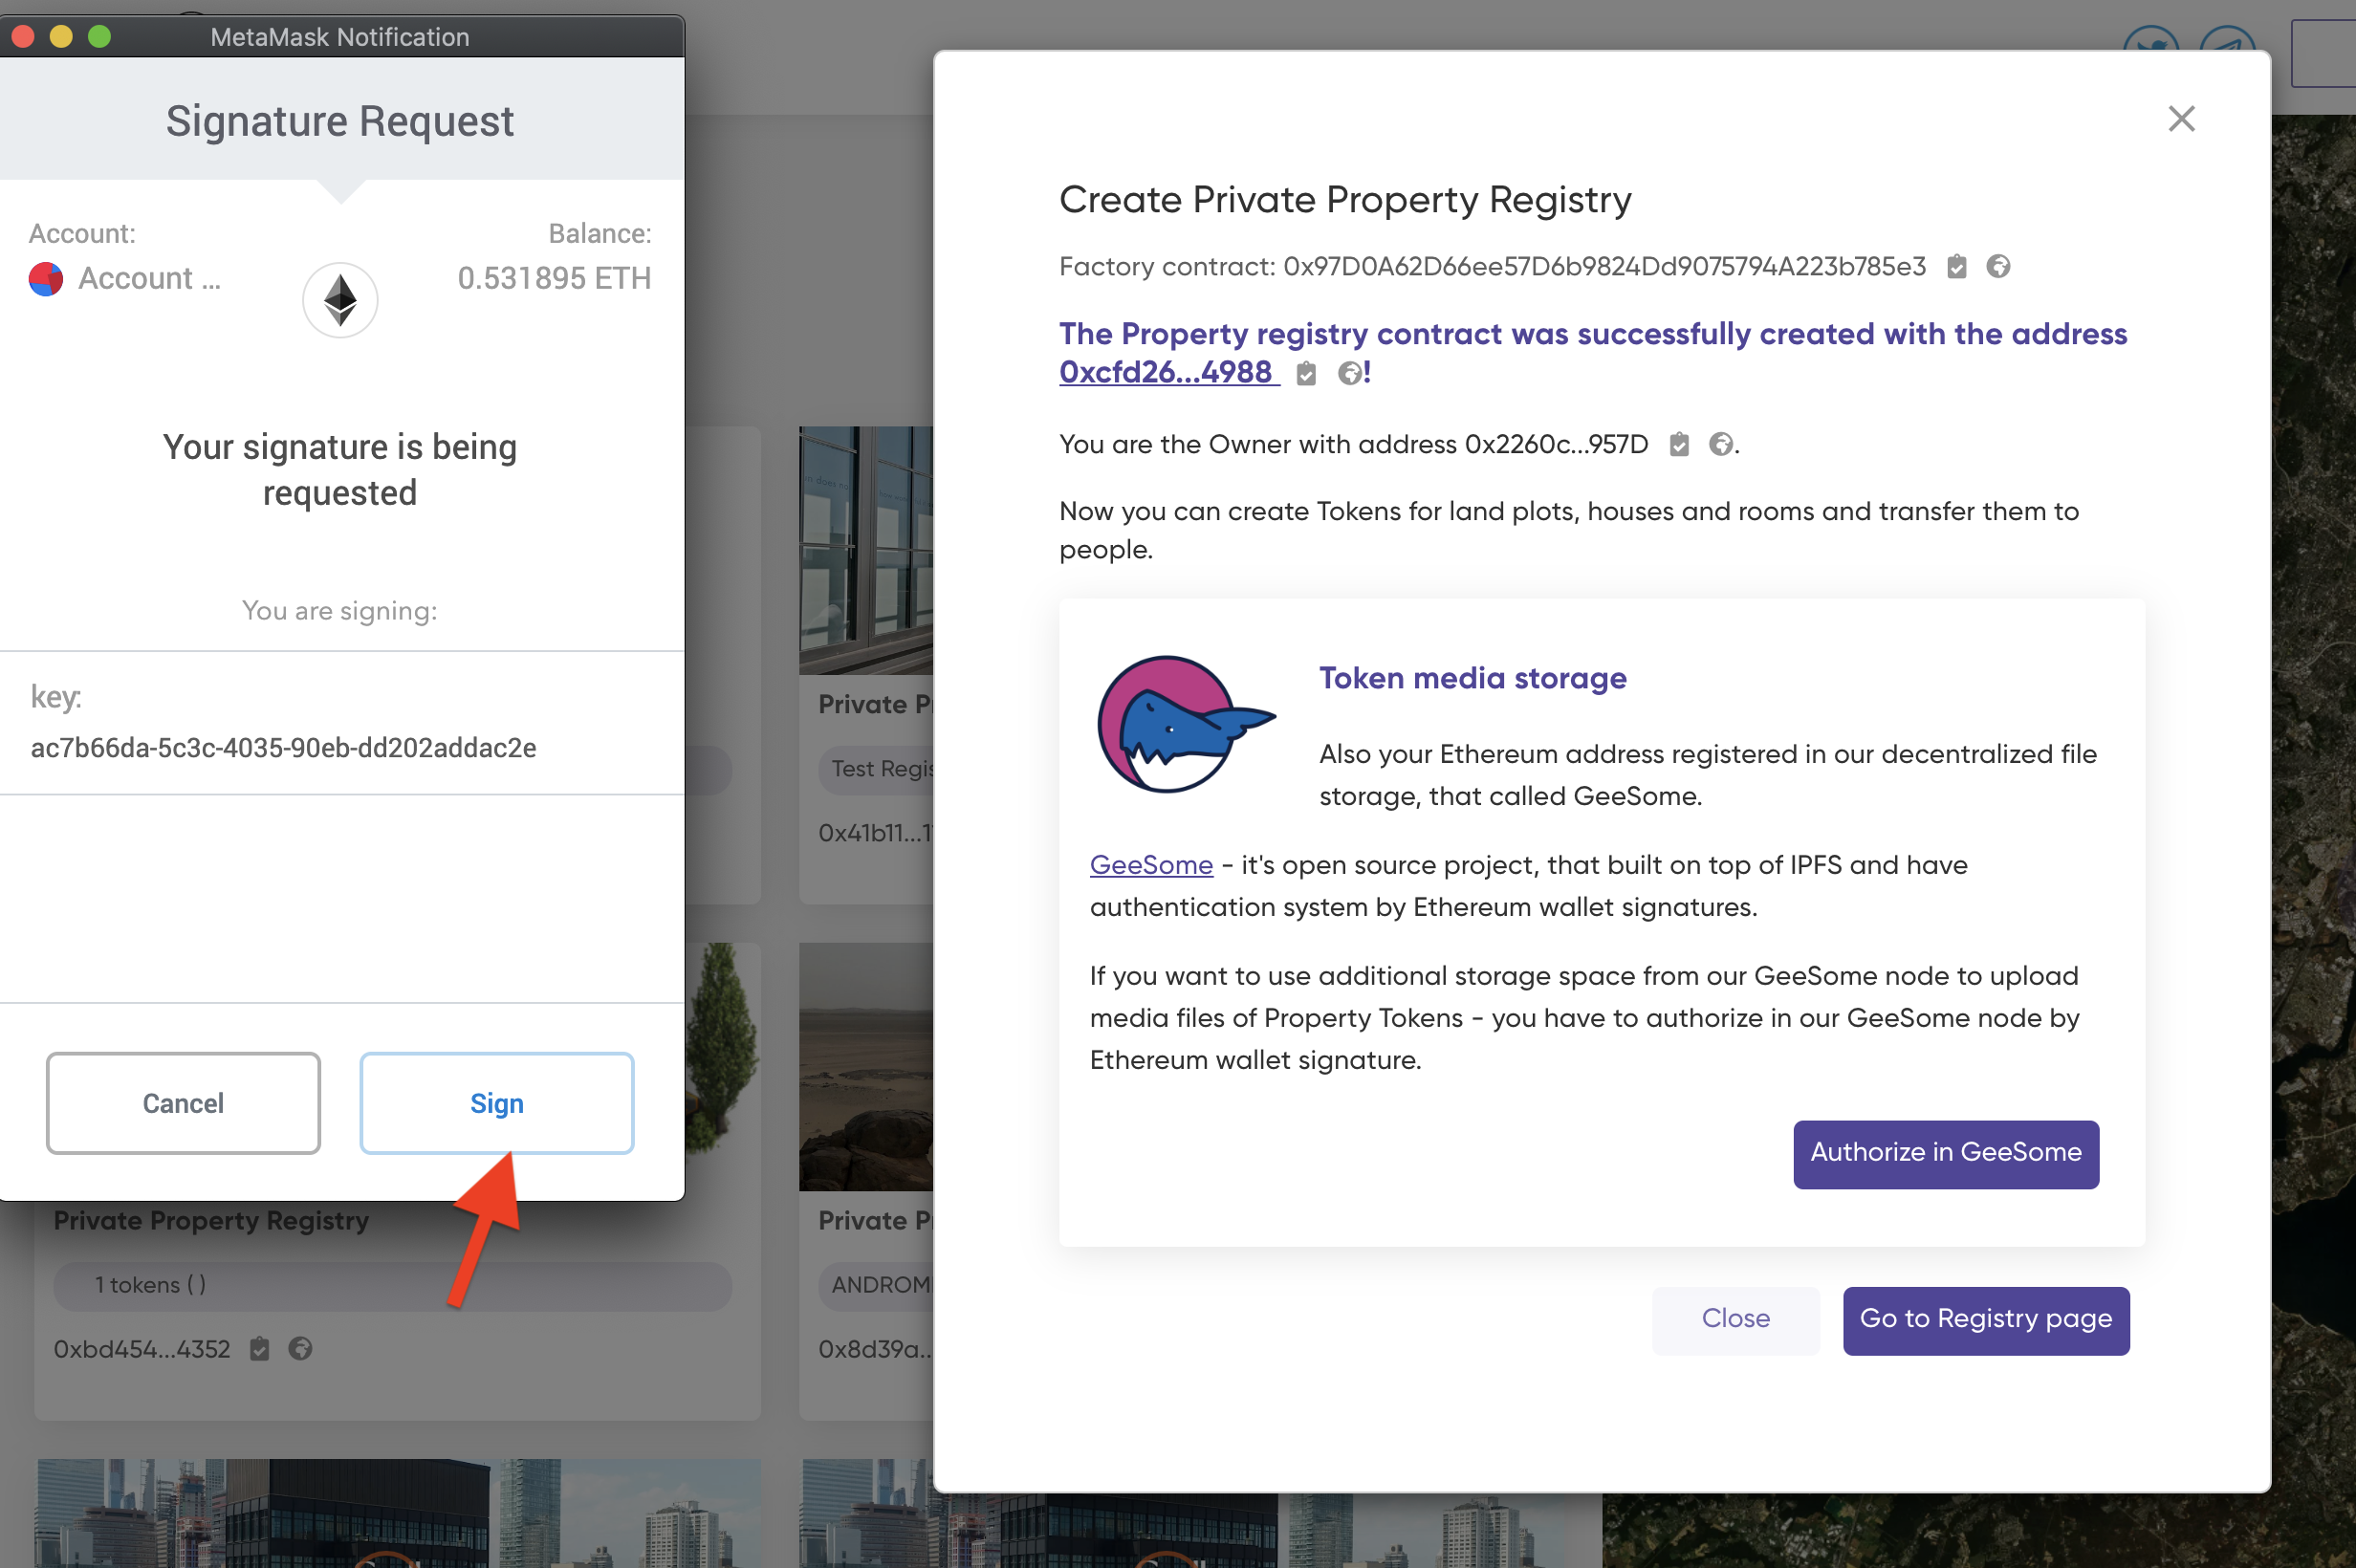 MetaMask Notification
Signature Request
Account:
Balance:
Account ...
0.531895 ETH
Your signature is being
requested
You are signing:
key:
ac7b66da-5c3c-4035-90eb-dd202addac2e
Cancel
Sign
Private Property Registry
1 tokens ( )
0xbd454...4352
Private P
Test Regis
0x41b11...1
Private P
ANDROM
0x8d39a..
Create Private Property Registry
Factory contract: 0x97D0A62D66ee57D6b9824Dd9075794A223b785e3
The Property registry contract was successfully created with the address
0xcfd26...4988 !
You are the Owner with address 0x2260c...957D .
Now you can create Tokens for land plots, houses and rooms and transfer them to
people.
Token media storage
Also your Ethereum address registered in our decentralized file
storage, that called GeeSome.
GeeSome - it's open source project, that built on top of IPFS and have
authentication system by Ethereum wallet signatures.
If you want to use additional storage space from our GeeSome node to upload
media files of Property Tokens - you have to authorize in our GeeSome node by
Ethereum wallet signature.
Authorize in GeeSome
Close
Go to Registry page